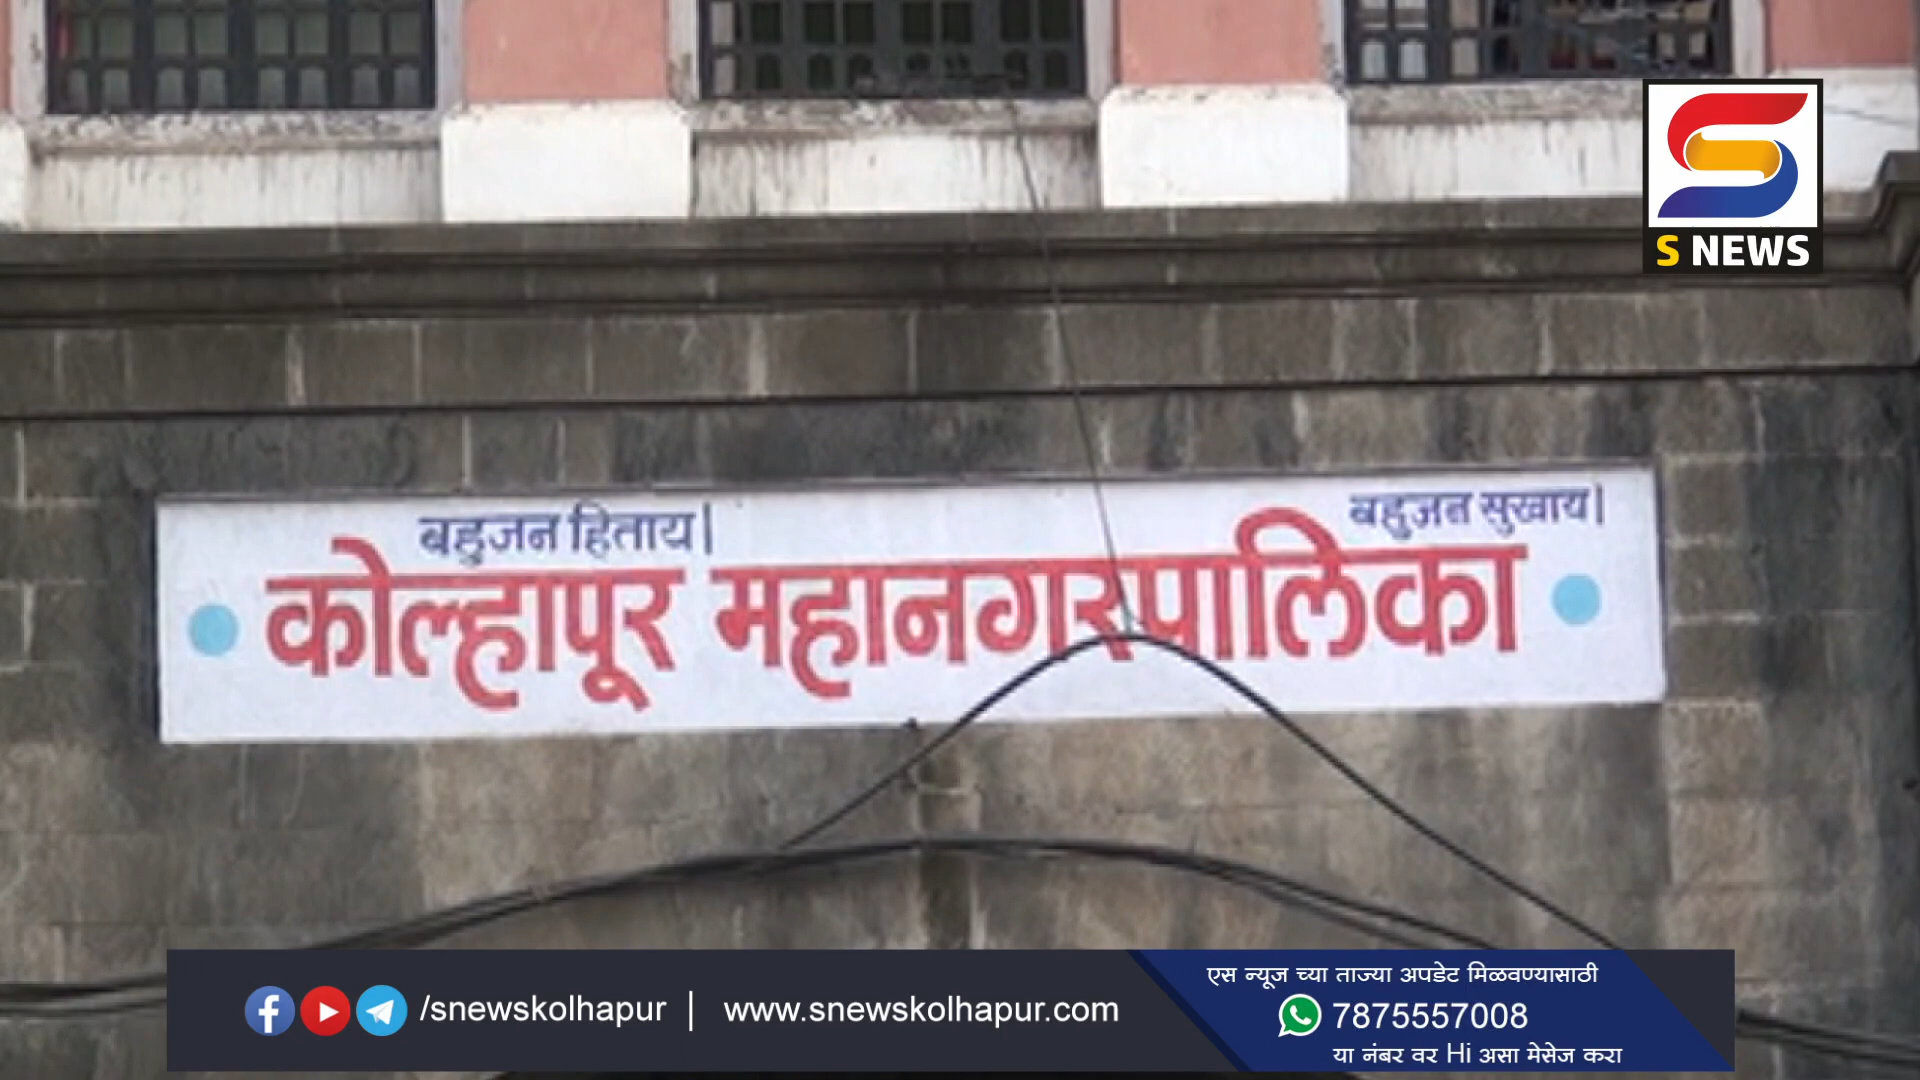 S NEWS
बहुजन हिताय| बहुजन सुखाय|
कोल्हापूर महानगरपालिका
/snewskolhapur | www.snewskolhapur.com
एस न्यूज च्या ताज्या अपडेट मिळवण्यासाठी
7875557008
या नंबर वर Hi असा मेसेज करा